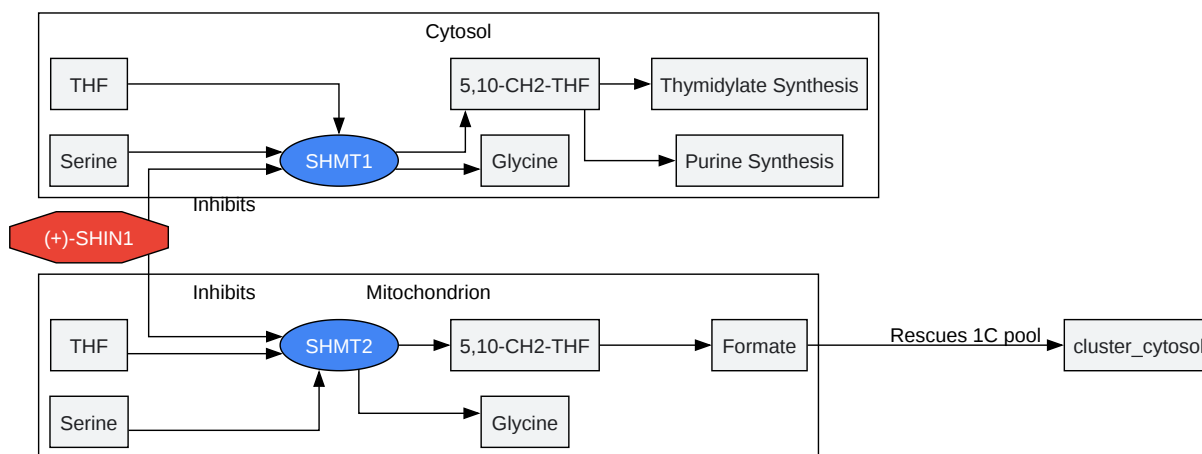 Cytosol
THF
5,10-CH2-THF
Thymidylate Synthesis
Serine
SHMT1
Glycine
Purine Synthesis
Inhibits
(+)-SHIN1
Inhibits
Mitochondrion
THF
SHMT2
5,10-CH2-THF
Formate
Rescues 1C pool
cluster_cytosol
Serine
Glycine